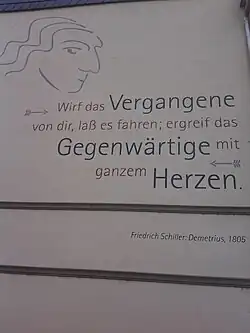 Wirf das Vergangene
von dir, laß es fahren; ergreif das
Gegenwärtige mit
ganzem Herzen.
Friedrich Schiller: Demetrius, 1805